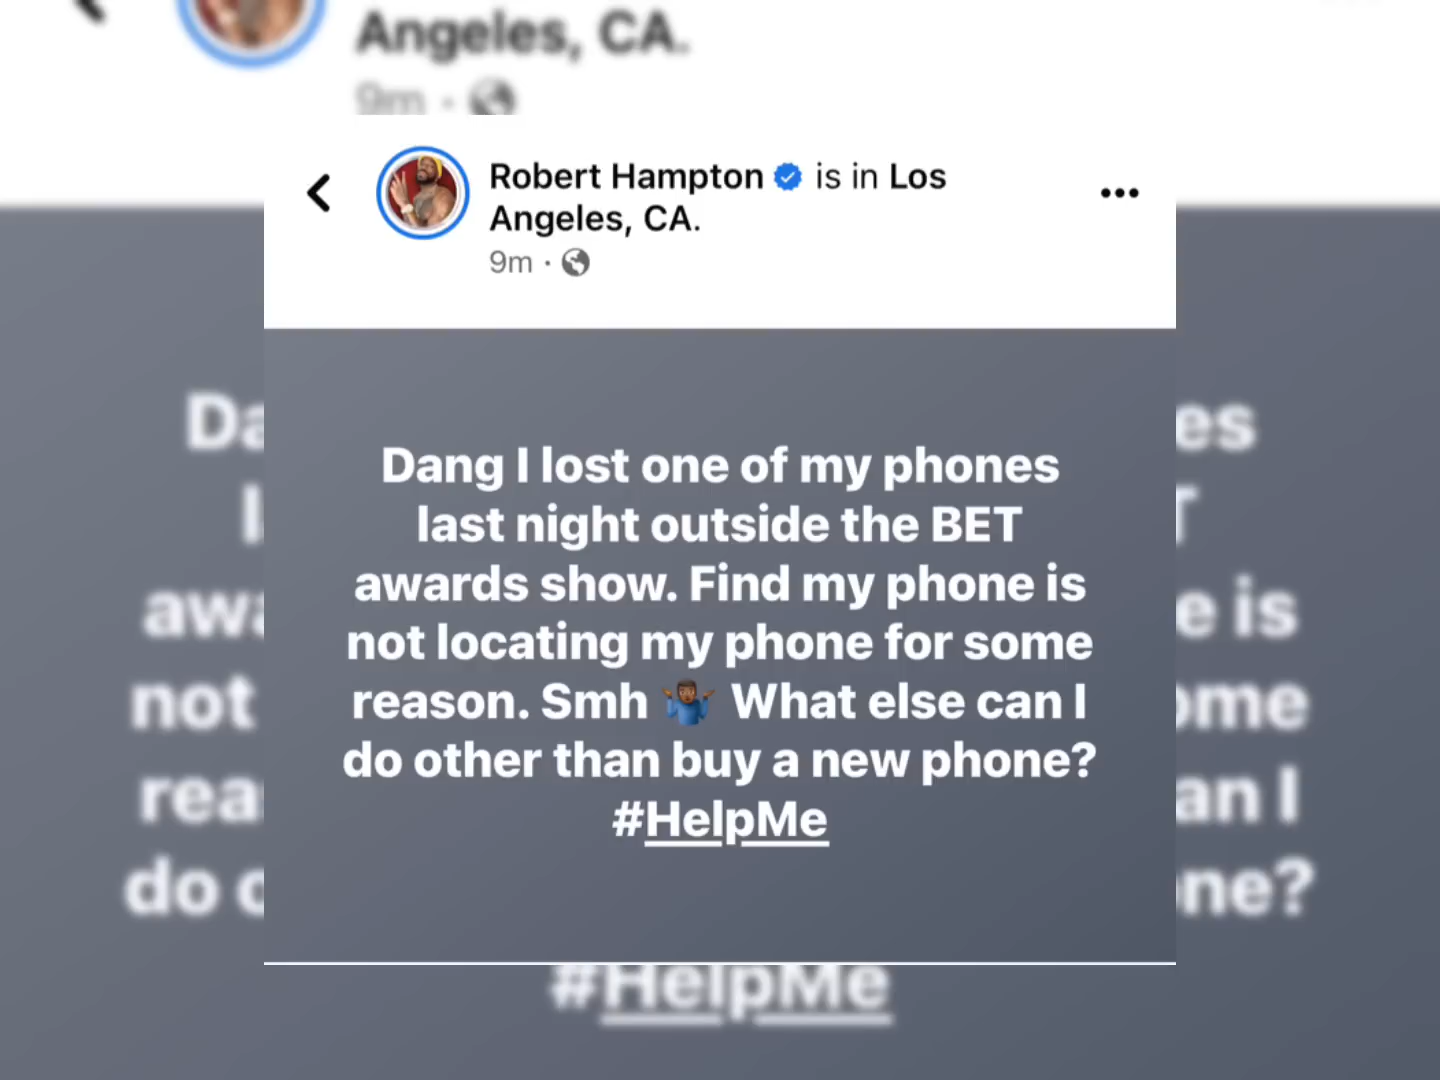 Angeles, CA.
9m ·
Robert Hampton is in Los
Angeles, CA.
9m ·
Dang I lost one of my phones
last night outside the BET
awards show. Find my phone is
not locating my phone for some
reason. Smh 🤷🏾‍♂️ What else can I
do other than buy a new phone?
#HelpMe
#HelpMe